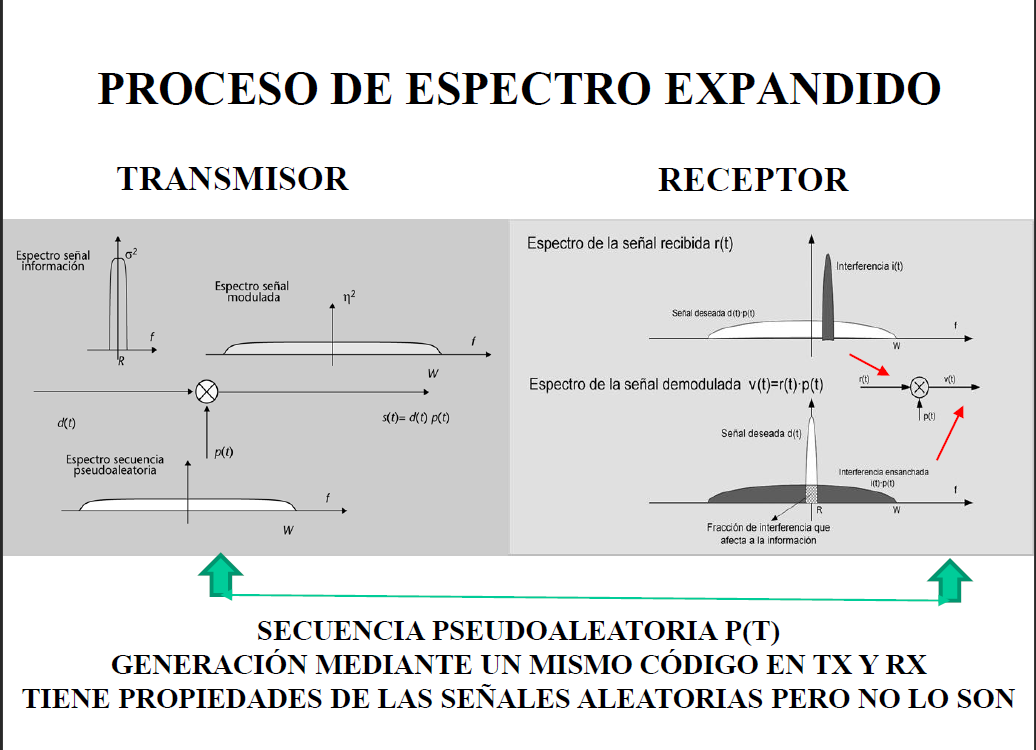 PROCESO DE ESPECTRO EXPANDIDO
TRANSMISOR
RECEPTOR
Espectro señal
información
σ²
f
R
Espectro señal
modulada
η²
f
W
d(t)
s(t)= d(t) p(t)
p(t)
Espectro secuencia
pseudoaleatoria
f
W
Espectro de la señal recibida r(t)
Interferencia i(t)
Señal deseada d(t)·p(t)
f
W
Espectro de la señal demodulada v(t)=r(t)·p(t)
r(t)
v(t)
p(t)
Señal deseada d(t)
Interferencia ensanchada
i(t)·p(t)
f
R
W
Fracción de interferencia que
afecta a la información
SECUENCIA PSEUDOALEATORIA P(T)
GENERACIÓN MEDIANTE UN MISMO CÓDIGO EN TX Y RX
TIENE PROPIEDADES DE LAS SEÑALES ALEATORIAS PERO NO LO SON